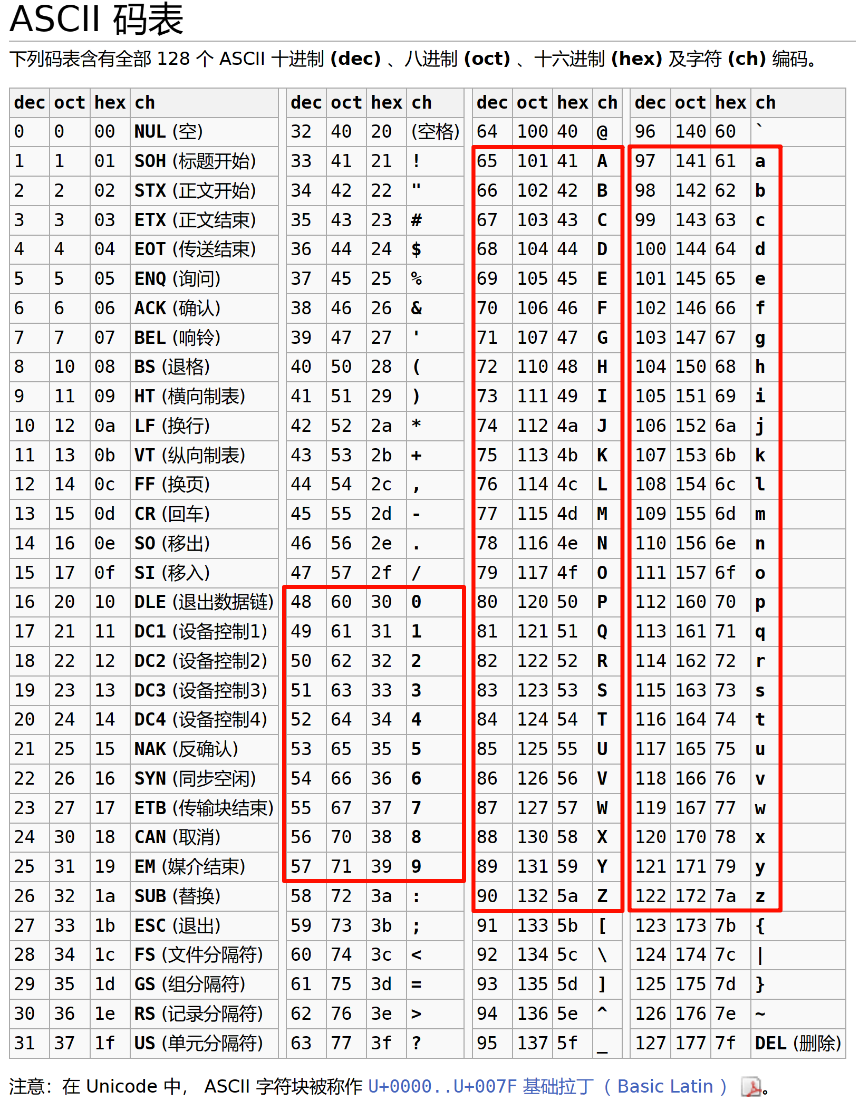 ASCII 码表
下列码表含有全部 128 个 ASCII 十进制 (dec) 、八进制 (oct) 、十六进制 (hex) 及字符 (ch) 编码。
dec oct hex ch dec oct hex ch dec oct hex ch dec oct hex ch
0 0 00 NUL (空) 32 40 20 (空格) 64 100 40 @ 96 140 60 `
1 1 01 SOH (标题开始) 33 41 21 ! 65 101 41 A 97 141 61 a
2 2 02 STX (正文开始) 34 42 22 " 66 102 42 B 98 142 62 b
3 3 03 ETX (正文结束) 35 43 23 # 67 103 43 C 99 143 63 c
4 4 04 EOT (传送结束) 36 44 24 $ 68 104 44 D 100 144 64 d
5 5 05 ENQ (询问) 37 45 25 % 69 105 45 E 101 145 65 e
6 6 06 ACK (确认) 38 46 26 & 70 106 46 F 102 146 66 f
7 7 07 BEL (响铃) 39 47 27 ' 71 107 47 G 103 147 67 g
8 10 08 BS (退格) 40 50 28 ( 72 110 48 H 104 150 68 h
9 11 09 HT (横向制表) 41 51 29 ) 73 111 49 I 105 151 69 i
10 12 0a LF (换行) 42 52 2a * 74 112 4a J 106 152 6a j
11 13 0b VT (纵向制表) 43 53 2b + 75 113 4b K 107 153 6b k
12 14 0c FF (换页) 44 54 2c , 76 114 4c L 108 154 6c l
13 15 0d CR (回车) 45 55 2d - 77 115 4d M 109 155 6d m
14 16 0e SO (移出) 46 56 2e . 78 116 4e N 110 156 6e n
15 17 0f SI (移入) 47 57 2f / 79 117 4f O 111 157 6f o
16 20 10 DLE (退出数据链) 48 60 30 0 80 120 50 P 112 160 70 p
17 21 11 DC1 (设备控制1) 49 61 31 1 81 121 51 Q 113 161 71 q
18 22 12 DC2 (设备控制2) 50 62 32 2 82 122 52 R 114 162 72 r
19 23 13 DC3 (设备控制3) 51 63 33 3 83 123 53 S 115 163 73 s
20 24 14 DC4 (设备控制4) 52 64 34 4 84 124 54 T 116 164 74 t
21 25 15 NAK (反确认) 53 65 35 5 85 125 55 U 117 165 75 u
22 26 16 SYN (同步空闲) 54 66 36 6 86 126 56 V 118 166 76 v
23 27 17 ETB (传输块结束) 55 67 37 7 87 127 57 W 119 167 77 w
24 30 18 CAN (取消) 56 70 38 8 88 130 58 X 120 170 78 x
25 31 19 EM (媒介结束) 57 71 39 9 89 131 59 Y 121 171 79 y
26 32 1a SUB (替换) 58 72 3a : 90 132 5a Z 122 172 7a z
27 33 1b ESC (退出) 59 73 3b ; 91 133 5b [ 123 173 7b {
28 34 1c FS (文件分隔符) 60 74 3c < 92 134 5c \ 124 174 7c |
29 35 1d GS (组分隔符) 61 75 3d = 93 135 5d ] 125 175 7d }
30 36 1e RS (记录分隔符) 62 76 3e > 94 136 5e ^ 126 176 7e ~
31 37 1f US (单元分隔符) 63 77 3f ? 95 137 5f _ 127 177 7f DEL (删除)
注意：在 Unicode 中， ASCII 字符块被称作 U+0000..U+007F 基础拉丁（ Basic Latin ） 。